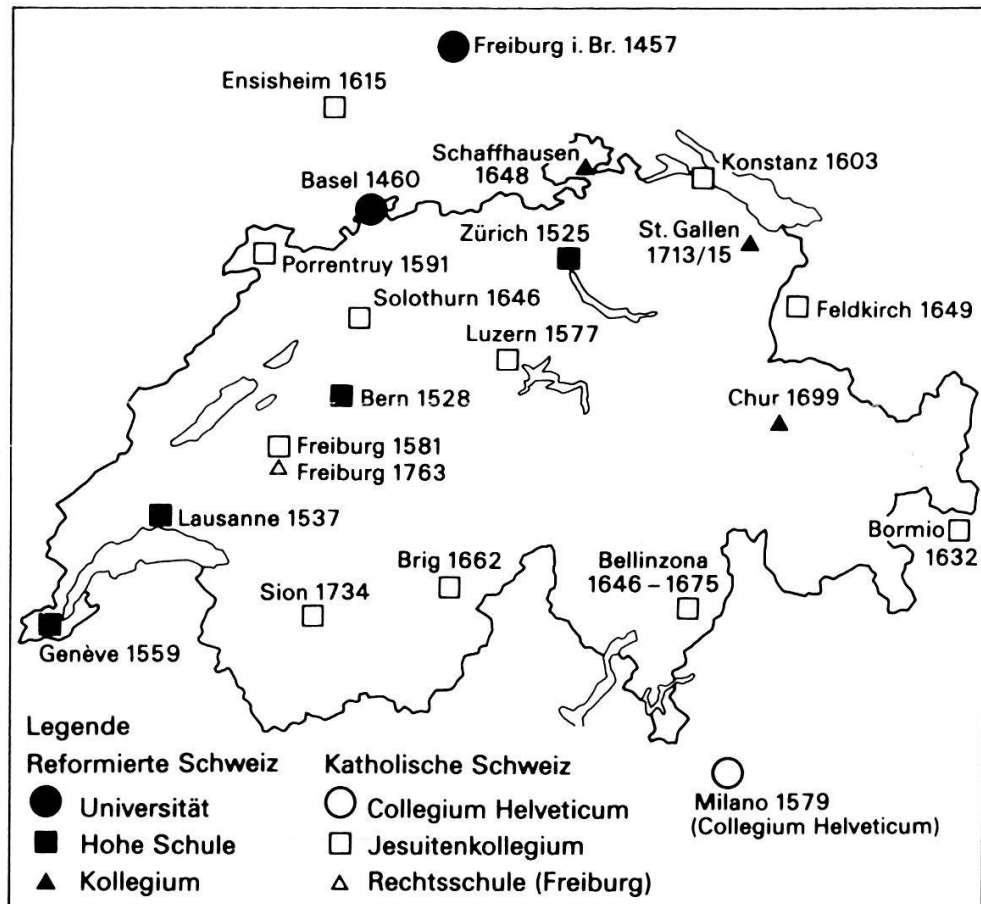 Freiburg i. Br. 1457
Ensisheim 1615
Schaffhausen
1648
Konstanz 1603
Basel 1460
Zürich 1525
St. Gallen
1713/15
Porrentruy 1591
Solothurn 1646
Feldkirch 1649
Luzern 1577
Bern 1528
Chur 1699
Freiburg 1581
Freiburg 1763
Lausanne 1537
Bormio
1632
Brig 1662
Bellinzona
1646 – 1675
Sion 1734
Genève 1559
Milano 1579
(Collegium Helveticum)
Legende
Reformierte Schweiz
Universität
Hohe Schule
Kollegium
Katholische Schweiz
Collegium Helveticum
Jesuitenkollegium
Rechtsschule (Freiburg)